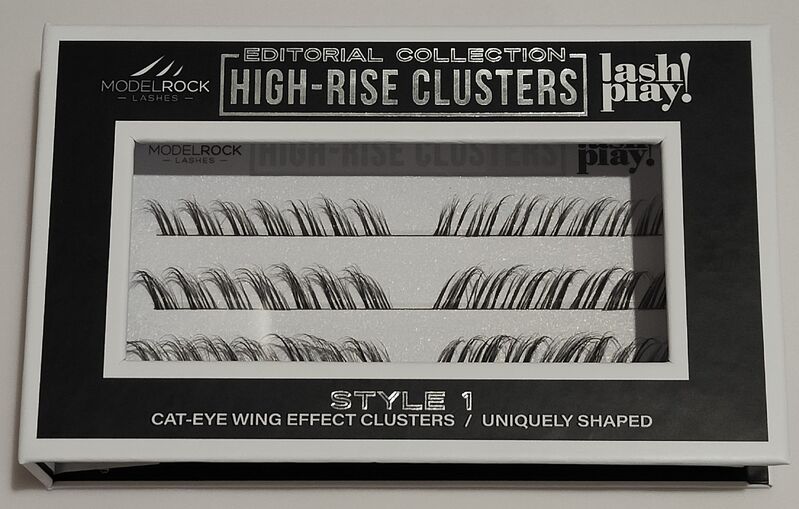 MODELROCK
— LASHES —
EDITORIAL COLLECTION
HIGH-RISE CLUSTERS
lash
play!
MODELROCK
— LASHES —
HIGH-RISE CLUSTERS
play!
STYLE 1
CAT-EYE WING EFFECT CLUSTERS / UNIQUELY SHAPED